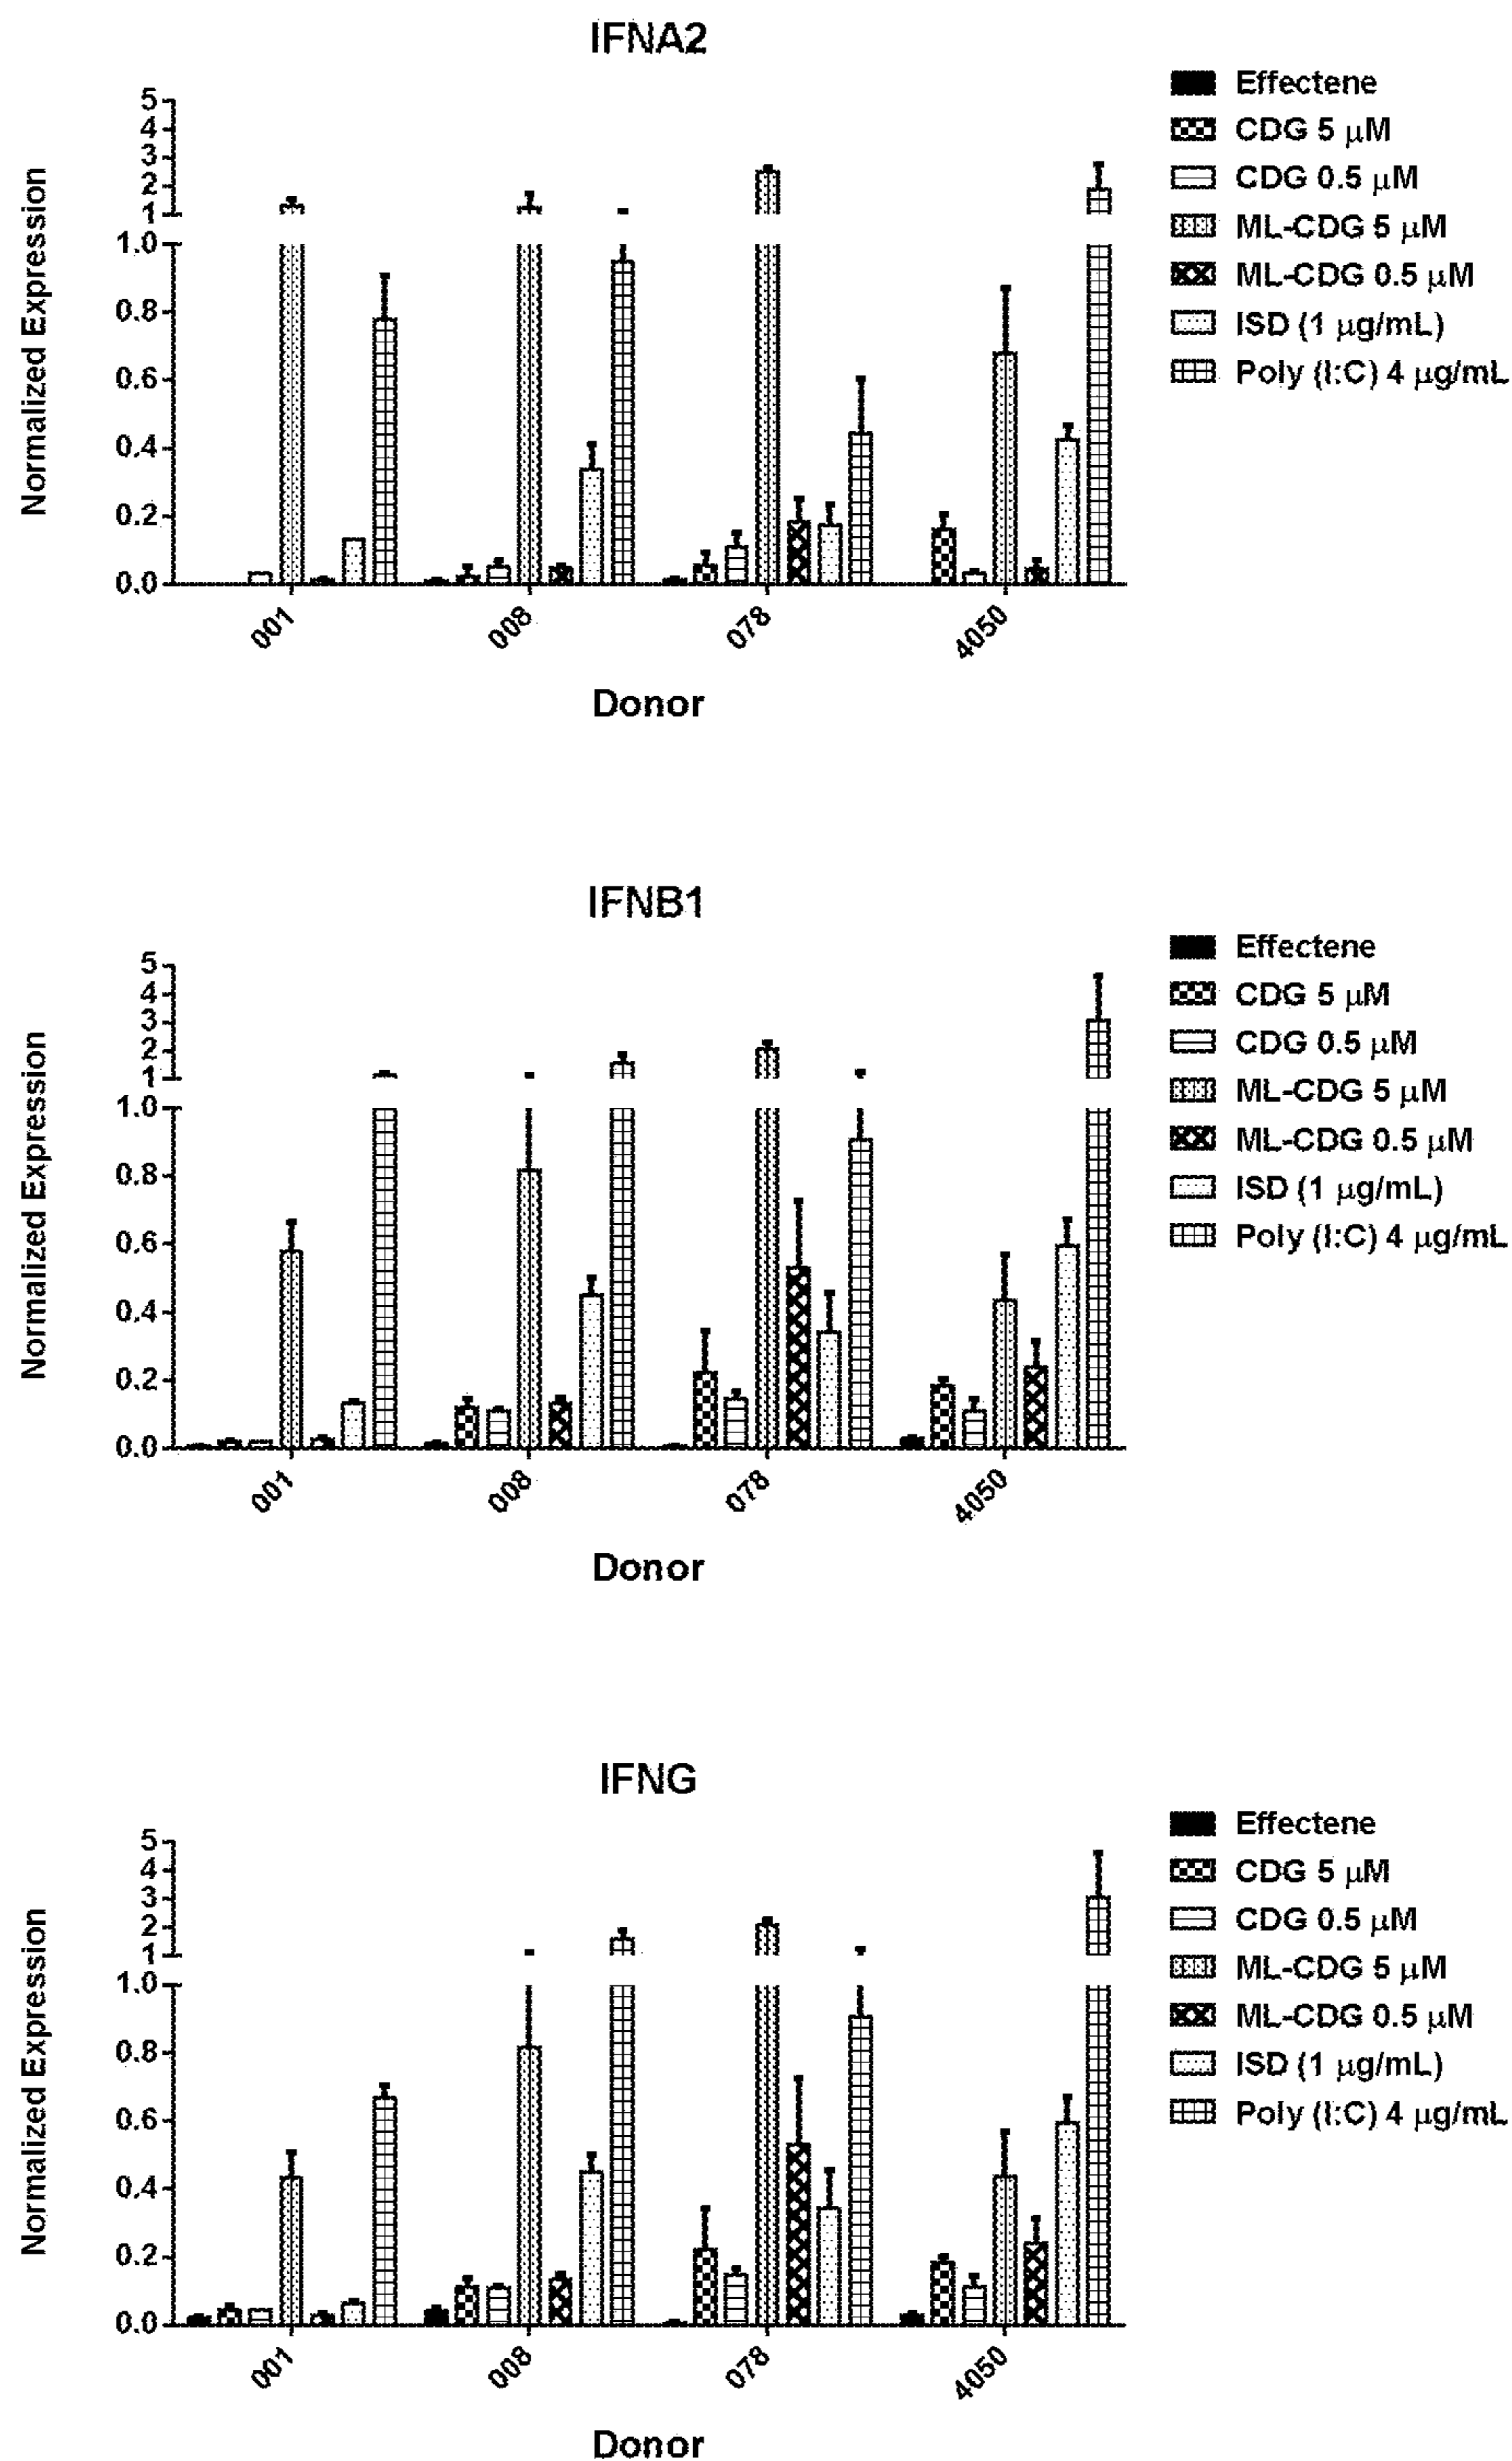 IFNA2
Normalized Expression
5
4
3
2
1
1.0
0.8
0.6
0.4
0.2
0.0
001
008
078
4050
Donor
Effectene
CDG 5 μM
CDG 0.5 μM
ML-CDG 5 μM
ML-CDG 0.5 μM
ISD (1 μg/mL)
Poly (I:C) 4 μg/mL
IFNB1
Normalized Expression
5
4
3
2
1
1.0
0.8
0.6
0.4
0.2
0.0
001
008
078
4050
Donor
Effectene
CDG 5 μM
CDG 0.5 μM
ML-CDG 5 μM
ML-CDG 0.5 μM
ISD (1 μg/mL)
Poly (I:C) 4 μg/mL
IFNG
Normalized Expression
5
4
3
2
1
1.0
0.8
0.6
0.4
0.2
0.0
001
008
078
4050
Donor
Effectene
CDG 5 μM
CDG 0.5 μM
ML-CDG 5 μM
ML-CDG 0.5 μM
ISD (1 μg/mL)
Poly (I:C) 4 μg/mL